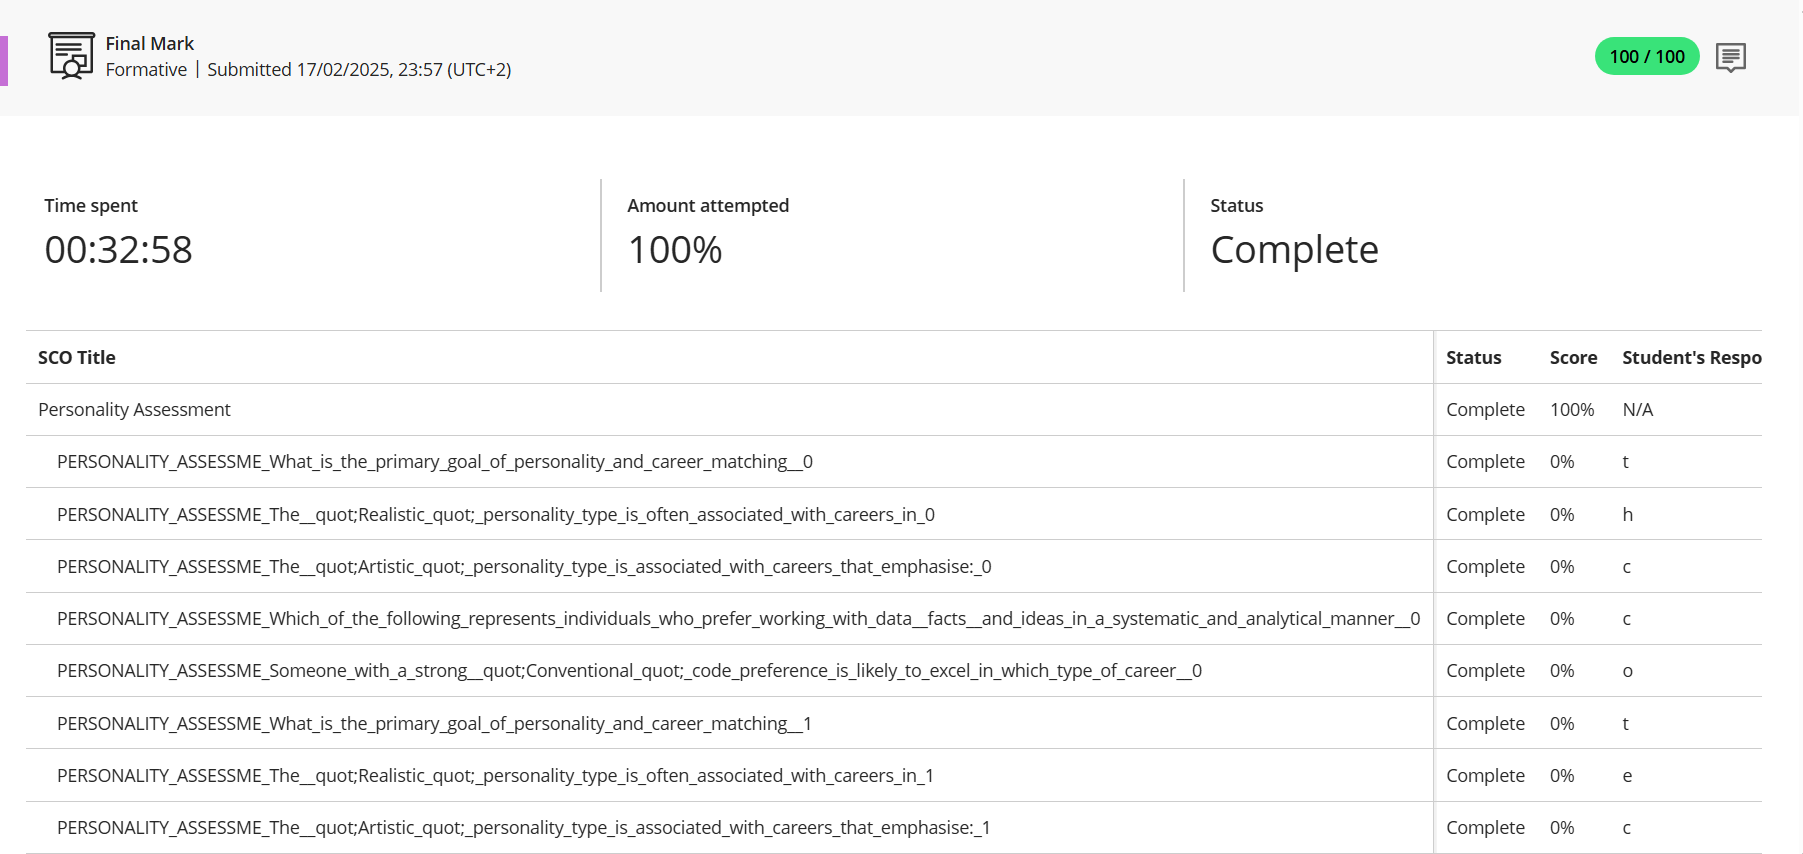 Final Mark
Formative | Submitted 17/02/2025, 23:57 (UTC+2)
100 / 100
Time spent
00:32:58
Amount attempted
100%
Status
Complete
SCO Title Status Score Student's Respo
Personality Assessment Complete 100% N/A
PERSONALITY_ASSESSME_What_is_the_primary_goal_of_personality_and_career_matching__0 Complete 0% t
PERSONALITY_ASSESSME_The__quot;Realistic_quot;_personality_type_is_often_associated_with_careers_in_0 Complete 0% h
PERSONALITY_ASSESSME_The__quot;Artistic_quot;_personality_type_is_associated_with_careers_that_emphasise:_0 Complete 0% c
PERSONALITY_ASSESSME_Which_of_the_following_represents_individuals_who_prefer_working_with_data__facts__and_ideas_in_a_systematic_and_analytical_manner__0 Complete 0% c
PERSONALITY_ASSESSME_Someone_with_a_strong__quot;Conventional_quot;_code_preference_is_likely_to_excel_in_which_type_of_career__0 Complete 0% o
PERSONALITY_ASSESSME_What_is_the_primary_goal_of_personality_and_career_matching__1 Complete 0% t
PERSONALITY_ASSESSME_The__quot;Realistic_quot;_personality_type_is_often_associated_with_careers_in_1 Complete 0% e
PERSONALITY_ASSESSME_The__quot;Artistic_quot;_personality_type_is_associated_with_careers_that_emphasise:_1 Complete 0% c